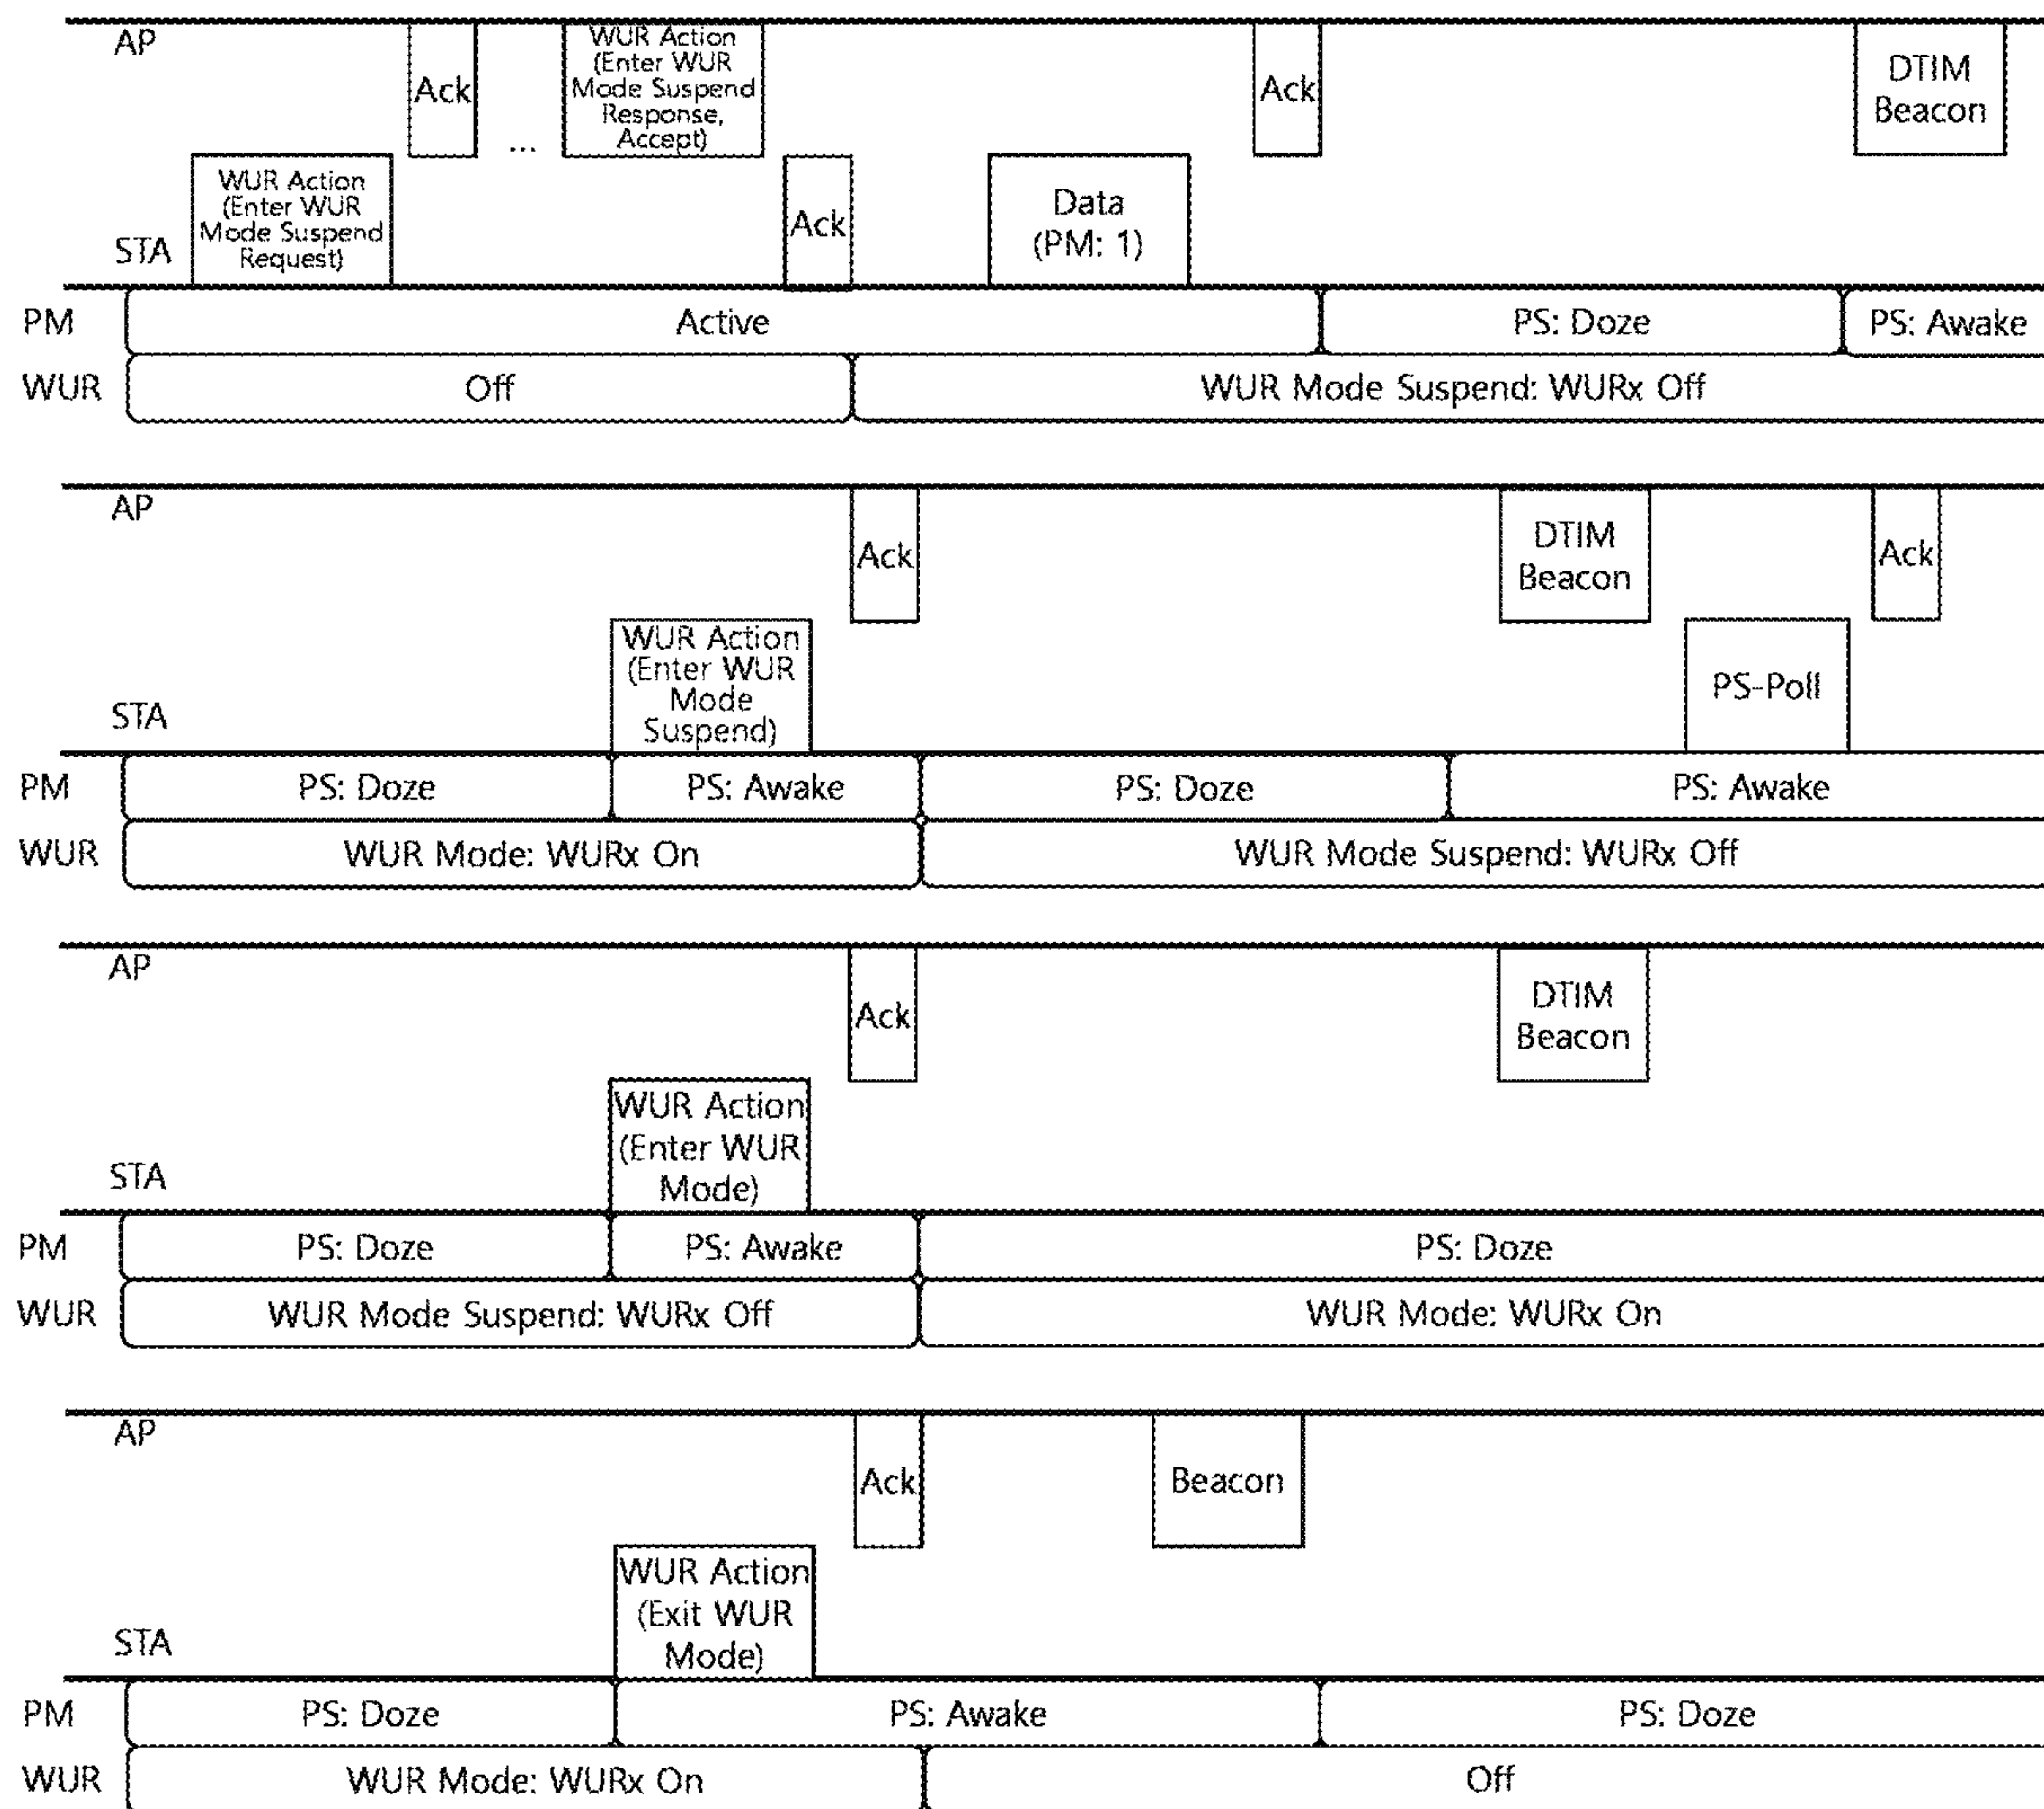 AP
Ack
...
WUR Action
(Enter WUR
Mode Suspend
Response,
Accept)
Ack
DTIM
Beacon
WUR Action
(Enter WUR
Mode Suspend
Request)
Ack
Data
(PM: 1)
STA
PM
Active
PS: Doze
PS: Awake
WUR
Off
WUR Mode Suspend: WURx Off
AP
Ack
DTIM
Beacon
Ack
WUR Action
(Enter WUR
Mode
Suspend)
PS-Poll
STA
PM
PS: Doze
PS: Awake
PS: Doze
PS: Awake
WUR
WUR Mode: WURx On
WUR Mode Suspend: WURx Off
AP
Ack
DTIM
Beacon
WUR Action
(Enter WUR
Mode)
STA
PM
PS: Doze
PS: Awake
PS: Doze
WUR
WUR Mode Suspend: WURx Off
WUR Mode: WURx On
AP
Ack
Beacon
WUR Action
(Exit WUR
Mode)
STA
PM
PS: Doze
PS: Awake
PS: Doze
WUR
WUR Mode: WURx On
Off